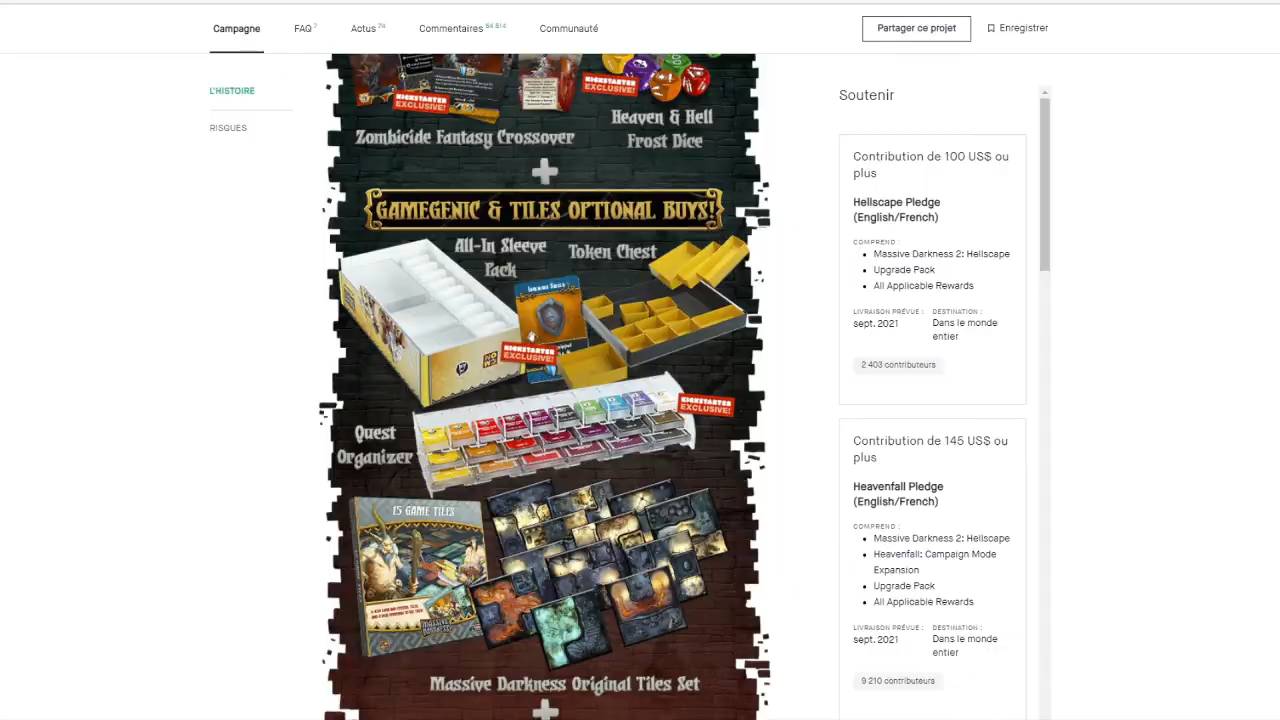 Campagne
FAQ 7
Actus 74
Commentaires 64 514
Communauté
Partager ce projet
Enregistrer
L'HISTOIRE
RISQUES
KICKSTARTER
EXCLUSIVE!
KICKSTARTER
EXCLUSIVE!
Zombicide Fantasy Crossover
Heaven & Hell
Frost Dice
GAMEGENIC & TILES OPTIONAL BUYS!
All-In Sleeve
Pack
Token Chest
KICKSTARTER
EXCLUSIVE!
KICKSTARTER
EXCLUSIVE!
Quest
Organizer
15 GAME TILES
MASSIVE
DARKNESS
Massive Darkness Original Tiles Set
Soutenir
Contribution de 100 US$ ou
plus
Hellscape Pledge
(English/French)
COMPREND :
Massive Darkness 2: Hellscape
Upgrade Pack
All Applicable Rewards
LIVRAISON PRÉVUE :
DESTINATION :
sept. 2021
Dans le monde
entier
2 403 contributeurs
Contribution de 145 US$ ou
plus
Heavenfall Pledge
(English/French)
COMPREND :
Massive Darkness 2: Hellscape
Heavenfall: Campaign Mode
Expansion
Upgrade Pack
All Applicable Rewards
LIVRAISON PRÉVUE :
DESTINATION :
sept. 2021
Dans le monde
entier
9 210 contributeurs